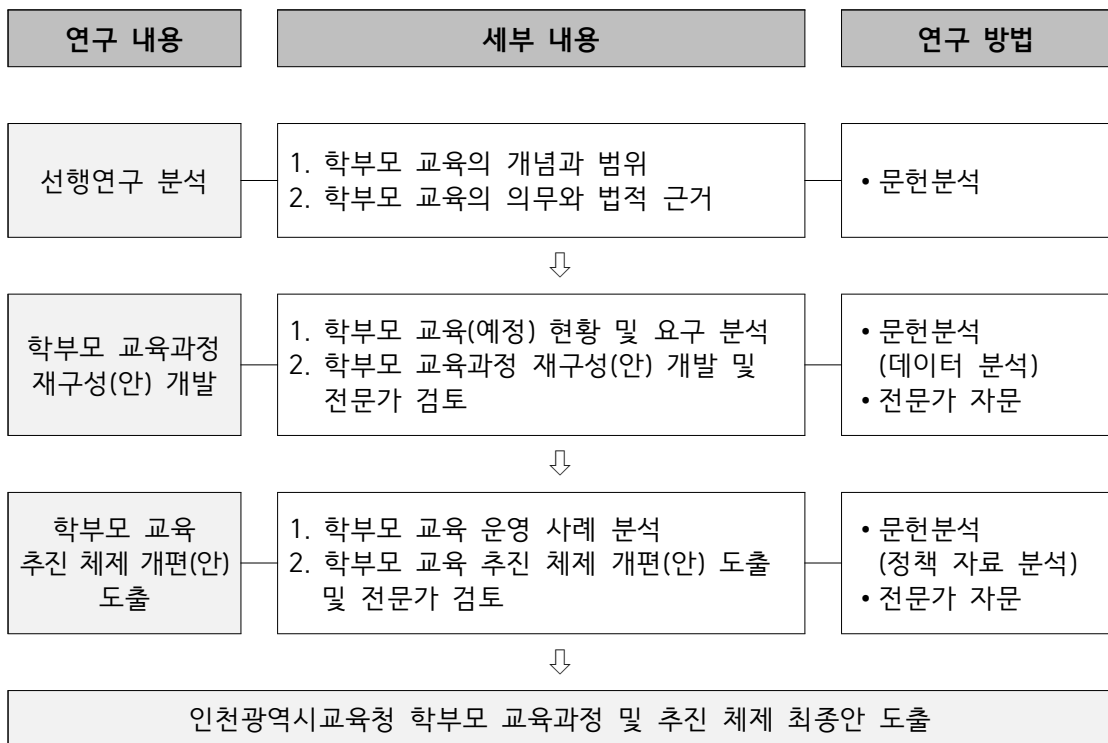 연구 내용
세부 내용
연구 방법
선행연구 분석
1. 학부모 교육의 개념과 범위
2. 학부모 교육의 의무와 법적 근거
• 문헌분석
학부모 교육과정
재구성(안) 개발
1. 학부모 교육(예정) 현황 및 요구 분석
2. 학부모 교육과정 재구성(안) 개발 및
전문가 검토
• 문헌분석
(데이터 분석)
• 전문가 자문
학부모 교육
추진 체제 개편(안)
도출
1. 학부모 교육 운영 사례 분석
2. 학부모 교육 추진 체제 개편(안) 도출
및 전문가 검토
• 문헌분석
(정책 자료 분석)
• 전문가 자문
인천광역시교육청 학부모 교육과정 및 추진 체제 최종안 도출